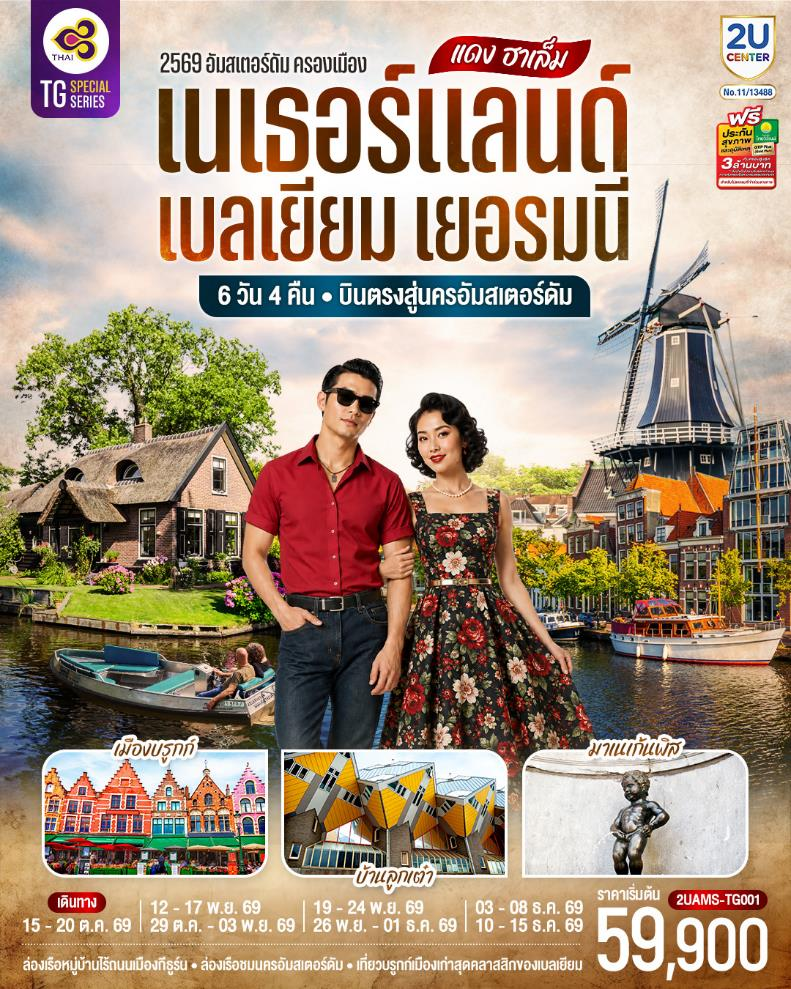 THAI
TG SPECIAL SERIES
2U
CENTER
No.11/13488
ฟรี
ประกัน
สุขภาพ
3 ล้านบาท
2569 อัมสเตอร์ดัม ครองเมือง
แดง ฮาเล็ม
เนเธอร์แลนด์
เบลเยียม เยอรมนี
6 วัน 4 คืน • บินตรงสู่นครอัมสเตอร์ดัม
เมืองบรูกก์
บ้านลูกเต๋า
มาเนเก้นพิส
เดินทาง
15 - 20 ต.ค. 69
12 - 17 พ.ย. 69
29 ต.ค. - 03 พ.ย. 69
19 - 24 พ.ย. 69
26 พ.ย. - 01 ธ.ค. 69
03 - 08 ธ.ค. 69
10 - 15 ธ.ค. 69
ราคาเริ่มต้น
2UAMS-TG001
59,900
ล่องเรือหมู่บ้านไร้ถนนเมืองกีธูร์น • ล่องเรือชมนครอัมสเตอร์ดัม • เที่ยวบรูกก์เมืองเก่าสุดคลาสสิกของเบลเยียม